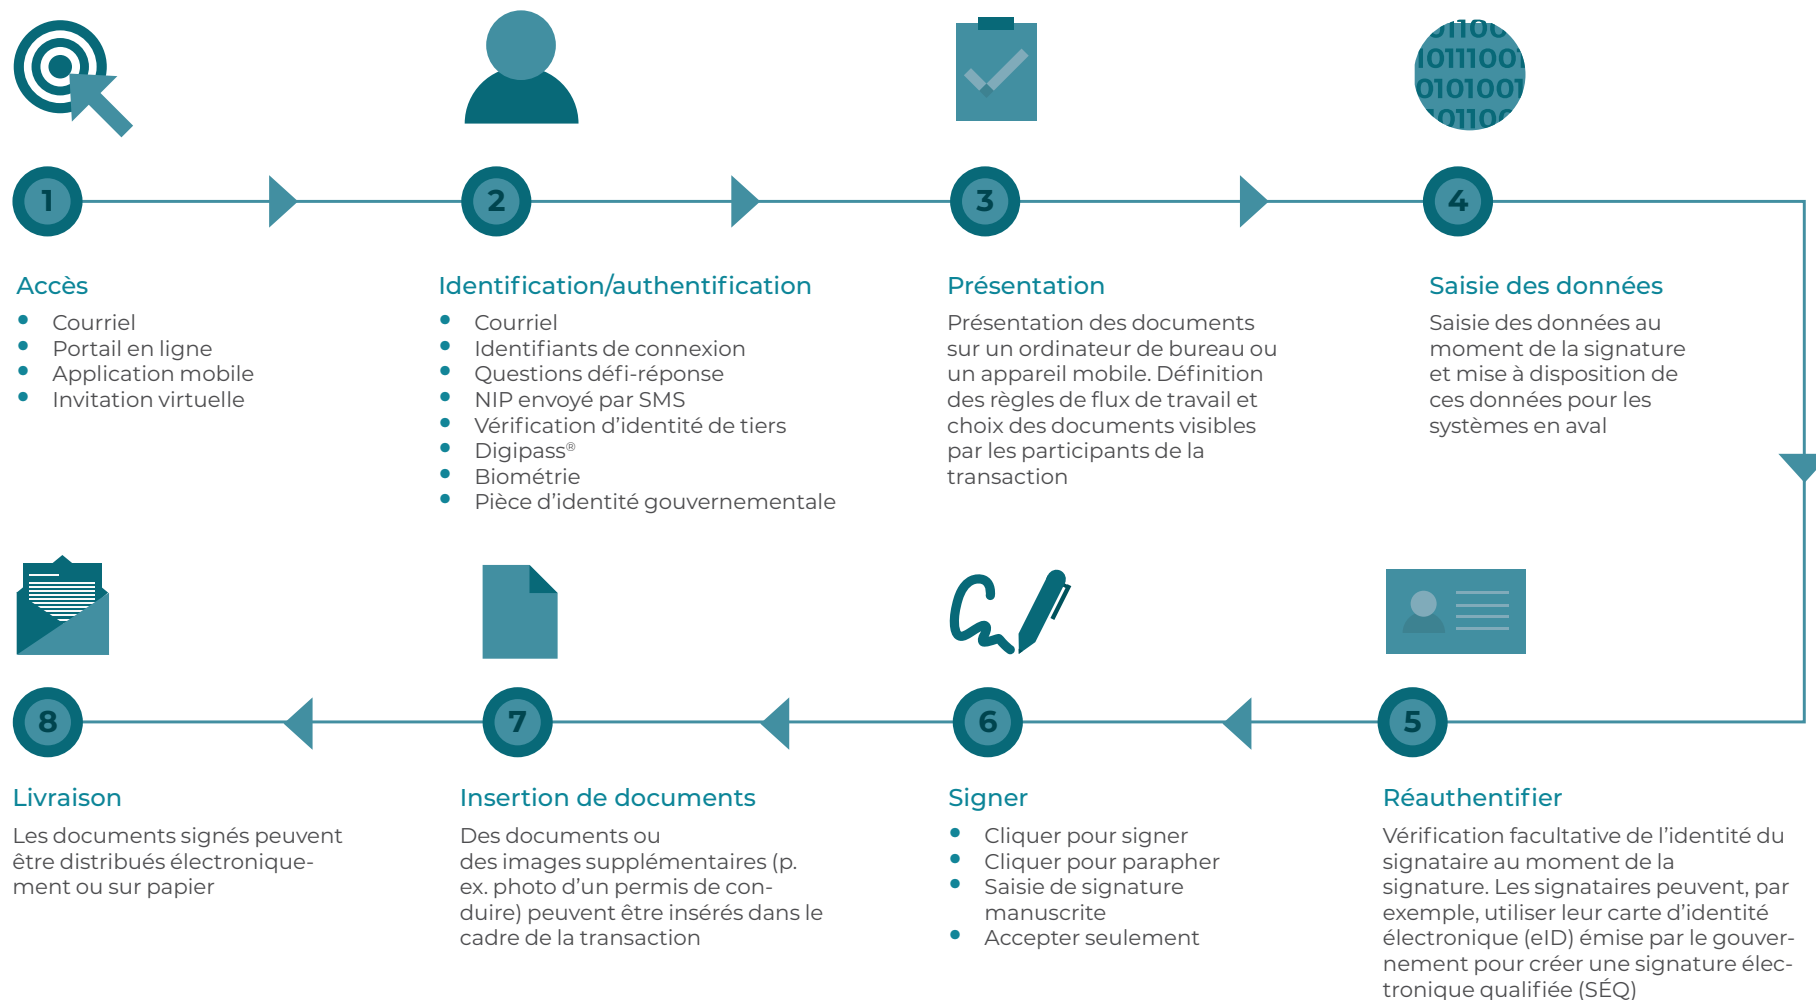 01100
10111001
0101001
01100
1
2
3
4
Accès
• Courriel
• Portail en ligne
• Application mobile
• Invitation virtuelle
Identification/authentification
• Courriel
• Identifiants de connexion
• Questions défi-réponse
• NIP envoyé par SMS
• Vérification d’identité de tiers
• Digipass®
• Biométrie
• Pièce d’identité gouvernementale
Présentation
Présentation des documents
sur un ordinateur de bureau ou
un appareil mobile. Définition
des règles de flux de travail et
choix des documents visibles
par les participants de la
transaction
Saisie des données
Saisie des données au
moment de la signature
et mise à disposition de
ces données pour les
systèmes en aval
8
7
6
5
Livraison
Les documents signés peuvent
être distribués électronique-
ment ou sur papier
Insertion de documents
Des documents ou
des images supplémentaires (p.
ex. photo d’un permis de con-
duire) peuvent être insérés dans le
cadre de la transaction
Signer
• Cliquer pour signer
• Cliquer pour parapher
• Saisie de signature
manuscrite
• Accepter seulement
Réauthentifier
Vérification facultative de l’identité du
signataire au moment de la
signature. Les signataires peuvent, par
exemple, utiliser leur carte d’identité
électronique (eID) émise par le gouver-
nement pour créer une signature élec-
tronique qualifiée (SÉQ)